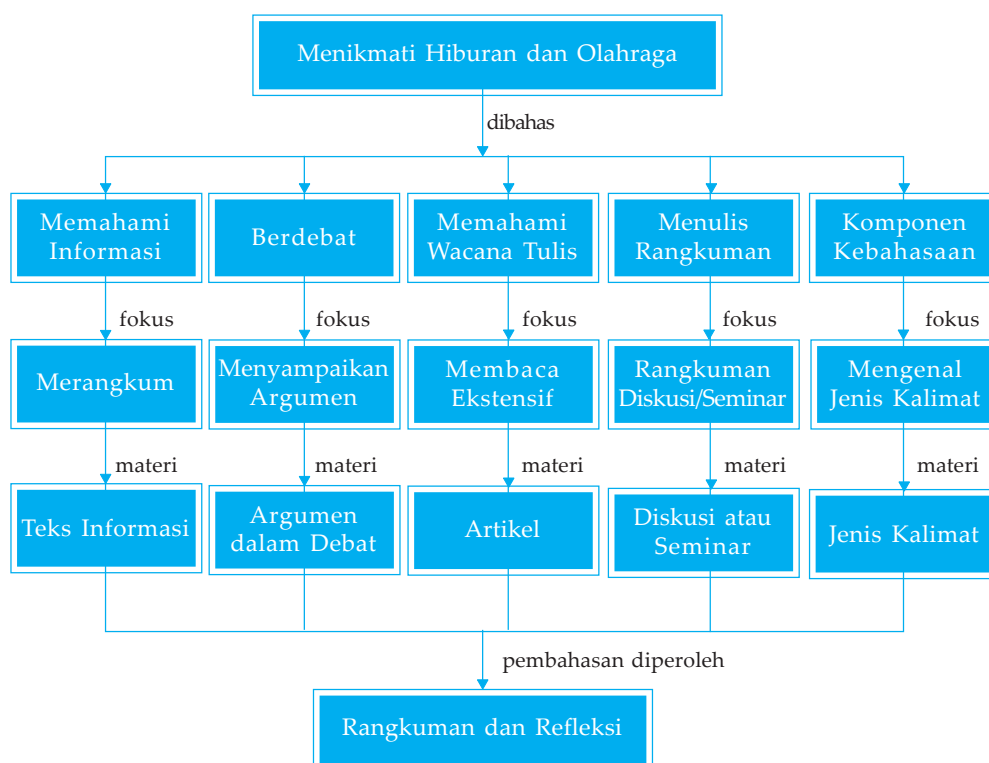 Menikmati Hiburan dan Olahraga
dibahas
Memahami
Informasi
Berdebat
Memahami
Wacana Tulis
Menulis
Rangkuman
Komponen
Kebahasaan
fokus
fokus
fokus
fokus
fokus
Merangkum
Menyampaikan
Argumen
Membaca
Ekstensif
Rangkuman
Diskusi/Seminar
Mengenal
Jenis Kalimat
materi
materi
materi
materi
materi
Teks Informasi
Argumen
dalam Debat
Artikel
Diskusi atau
Seminar
Jenis Kalimat
pembahasan diperoleh
Rangkuman dan Refleksi